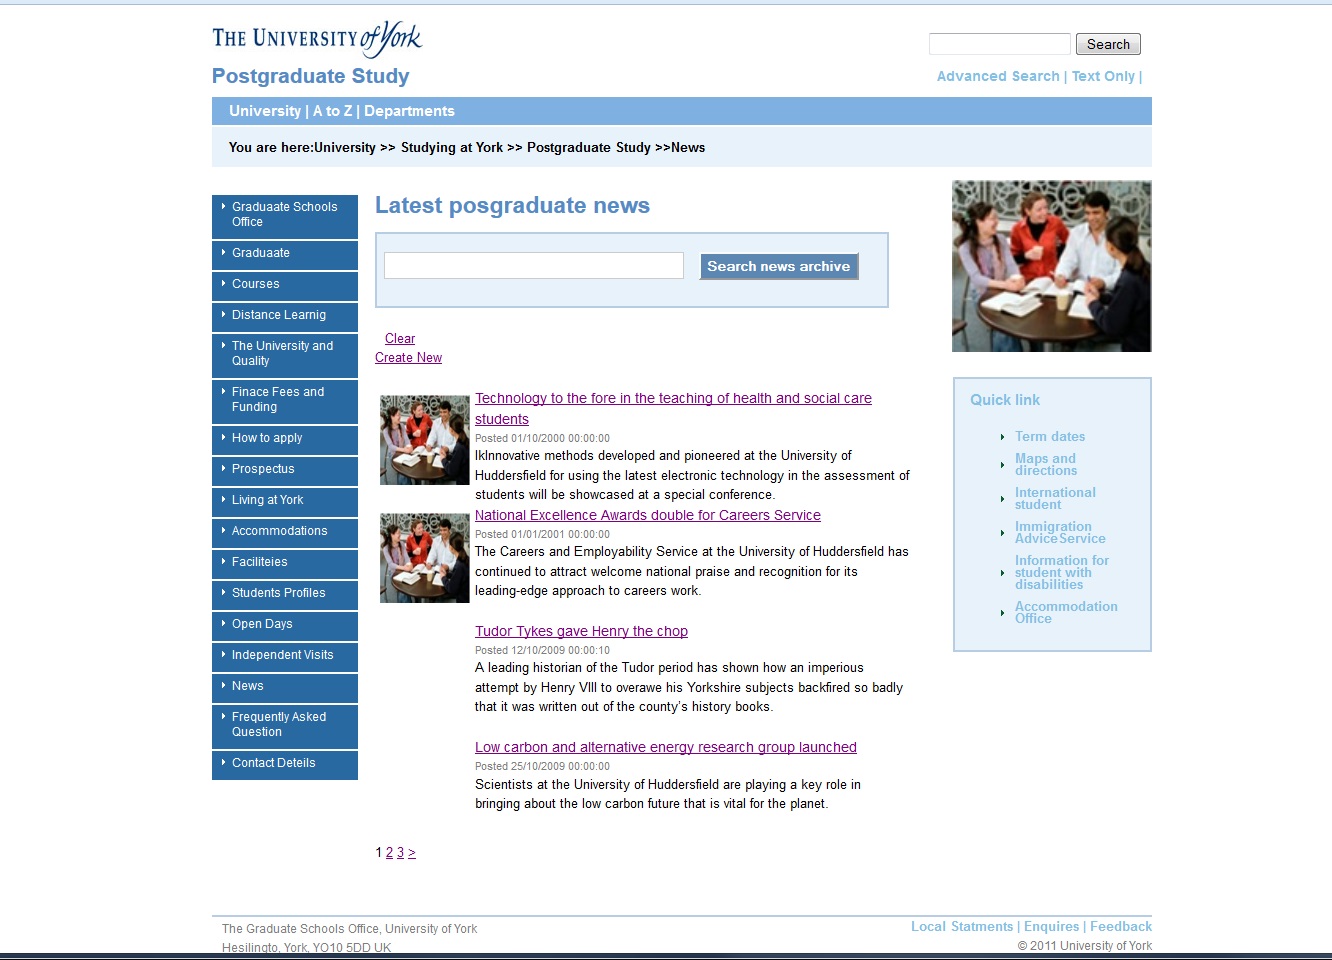 THE UNIVERSITY of York
Search
Postgraduate Study
Advanced Search | Text Only |
University | A to Z | Departments
You are here:University >> Studying at York >> Postgraduate Study >>News
Graduaate Schools
Office
Graduaate
Courses
Distance Learnig
The University and
Quality
Finace Fees and
Funding
How to apply
Prospectus
Living at York
Accommodations
Faciliteies
Students Profiles
Open Days
Independent Visits
News
Frequently Asked
Question
Contact Deteils
Latest posgraduate news
Search news archive
Clear
Create New
Technology to the fore in the teaching of health and social care
students
Posted 01/10/2000 00:00:00
IkInnovative methods developed and pioneered at the University of
Huddersfield for using the latest electronic technology in the assessment of
students will be showcased at a special conference.
National Excellence Awards double for Careers Service
Posted 01/01/2001 00:00:00
The Careers and Employability Service at the University of Huddersfield has
continued to attract welcome national praise and recognition for its
leading-edge approach to careers work.
Tudor Tykes gave Henry the chop
Posted 12/10/2009 00:00:10
A leading historian of the Tudor period has shown how an imperious
attempt by Henry VIII to overawe his Yorkshire subjects backfired so badly
that it was written out of the county's history books.
Low carbon and alternative energy research group launched
Posted 25/10/2009 00:00:00
Scientists at the University of Huddersfield are playing a key role in
bringing about the low carbon future that is vital for the planet.
1 2 3 >
Quick link
Term dates
Maps and
directions
International
student
Immigration
AdviceService
Information for
student with
disabilities
Accommodation
Office
The Graduate Schools Office, University of York
Hesilingto, York, YO10 5DD UK
Local Statments | Enquires | Feedback
© 2011 University of York